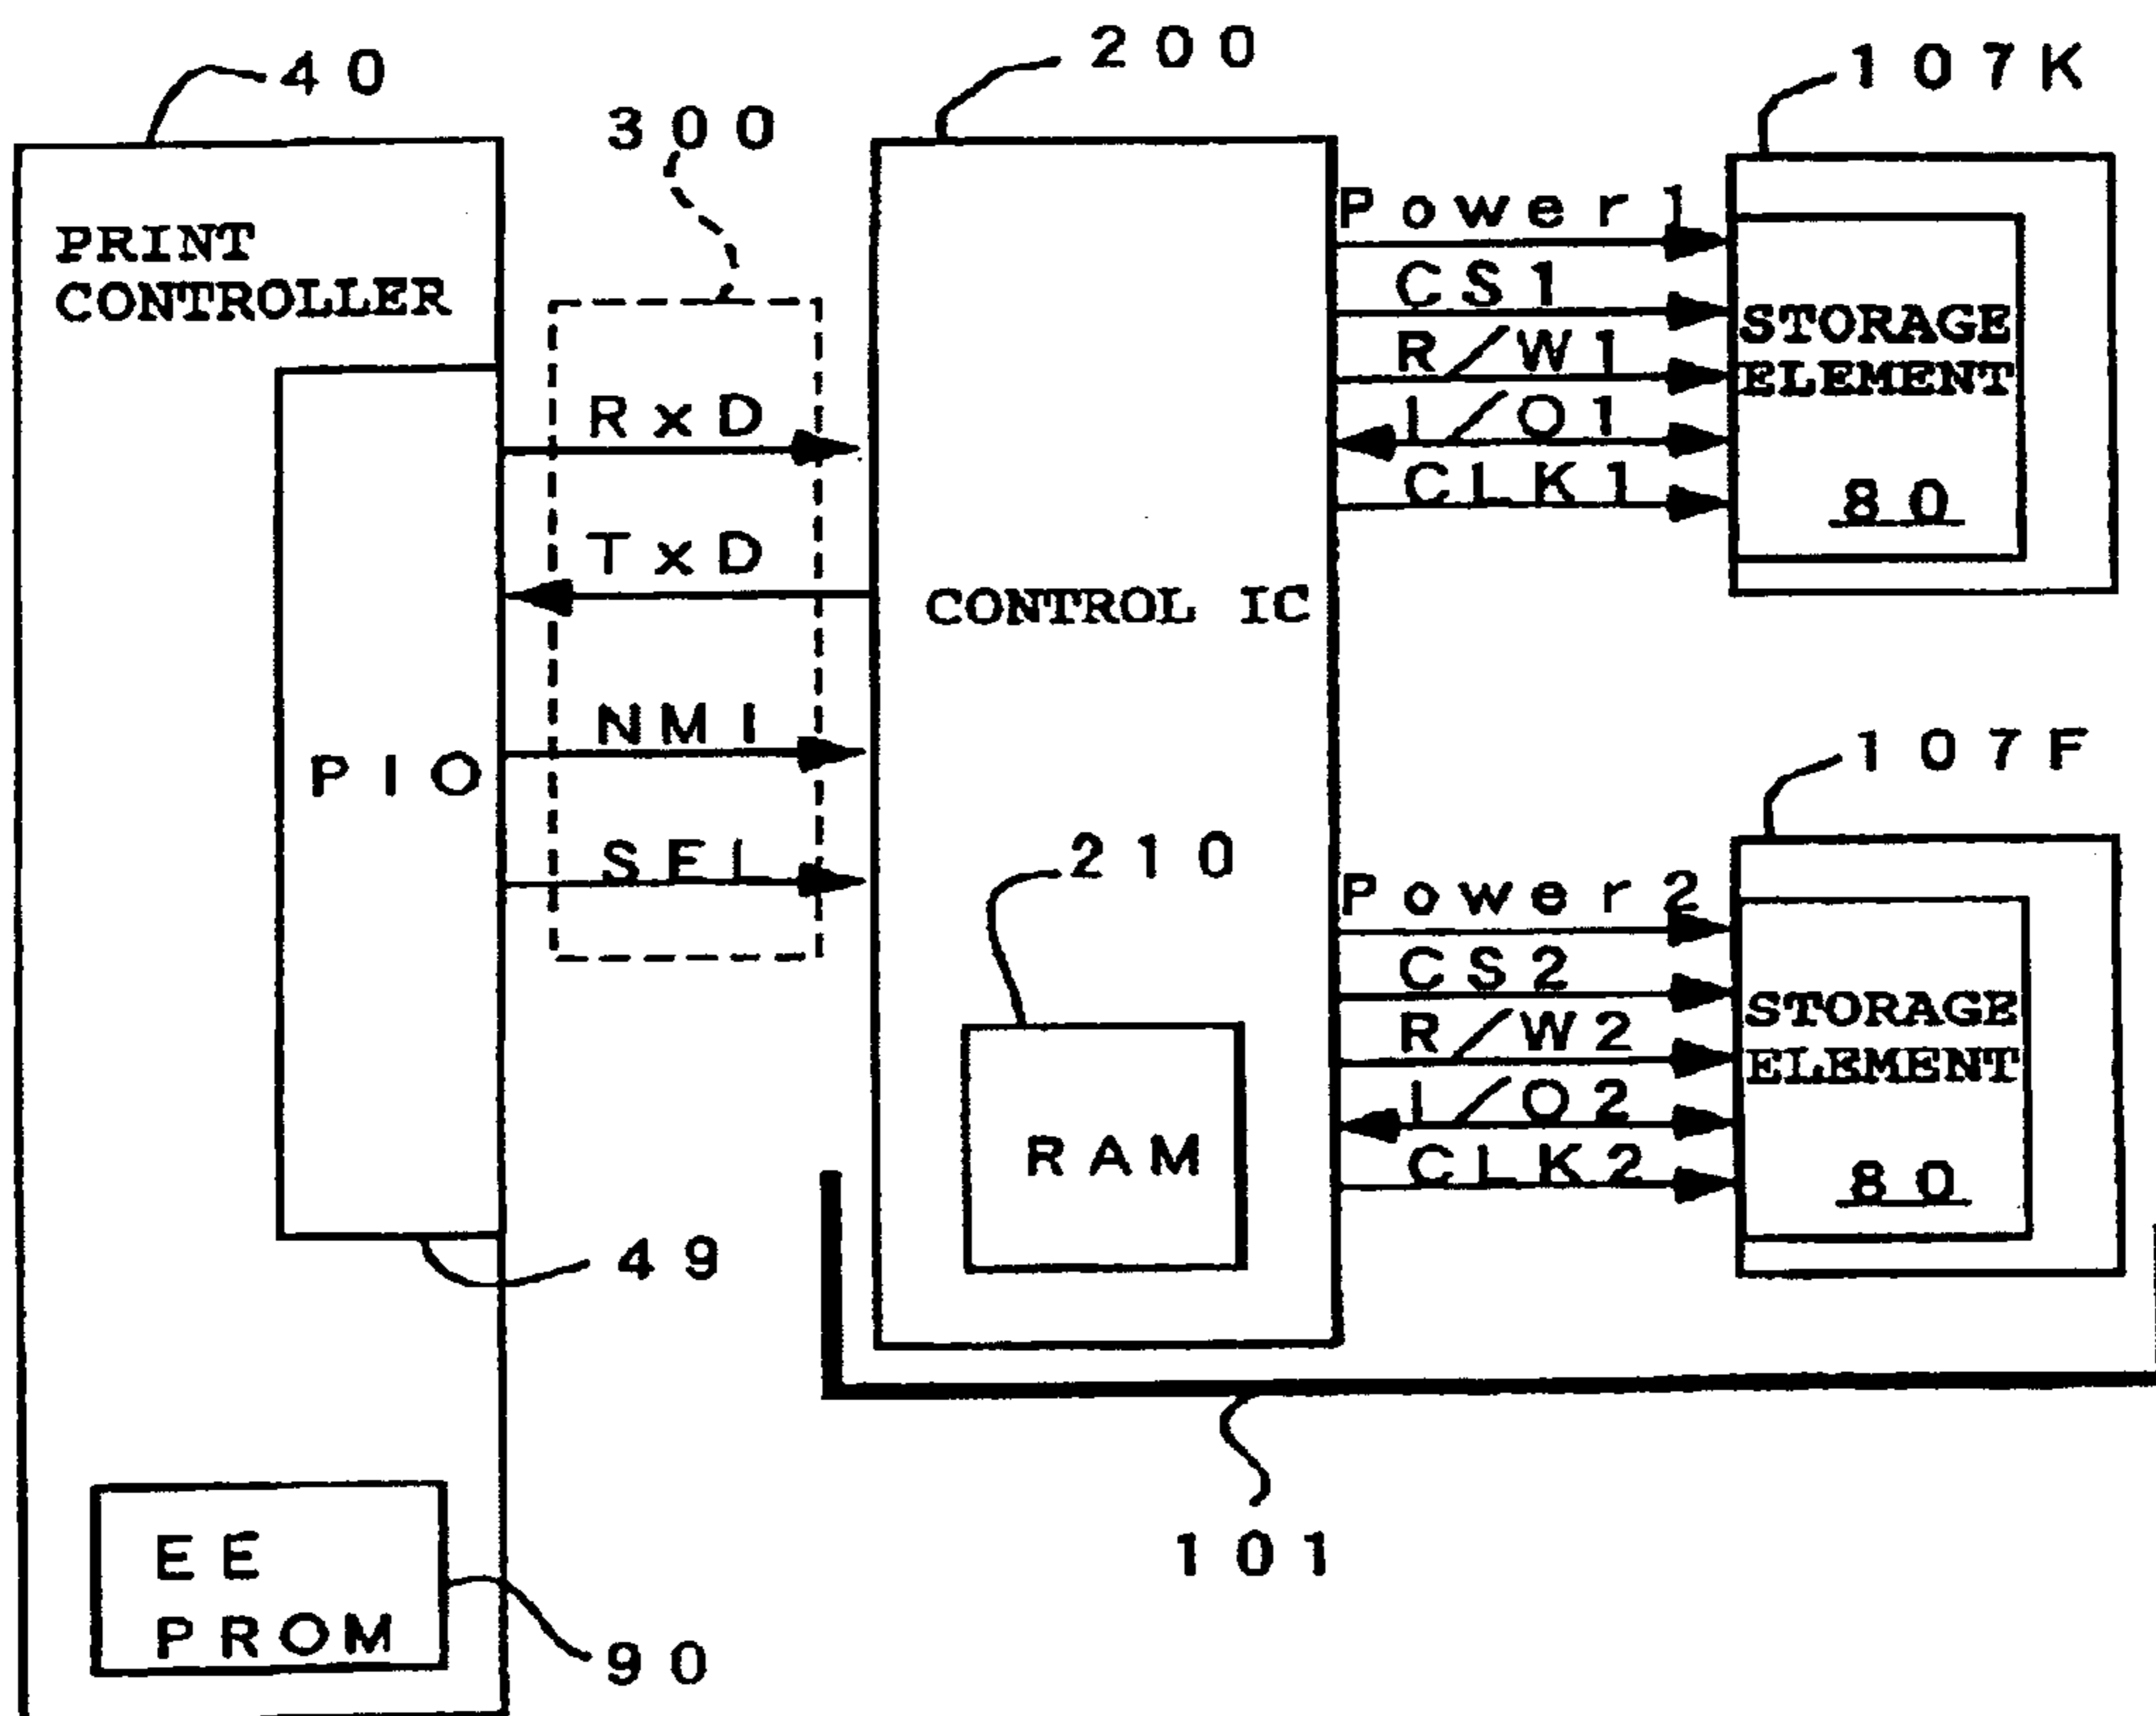 40
300
200
107K
PRINT
CONTROLLER
Power1
CS1
R/W1
I/O1
CLK1
STORAGE
ELEMENT
80
RxD
TxD
NMI
SEL
PIO
CONTROL IC
107F
210
Power2
CS2
R/W2
I/O2
CLK2
STORAGE
ELEMENT
80
RAM
49
101
EE
PROM
90